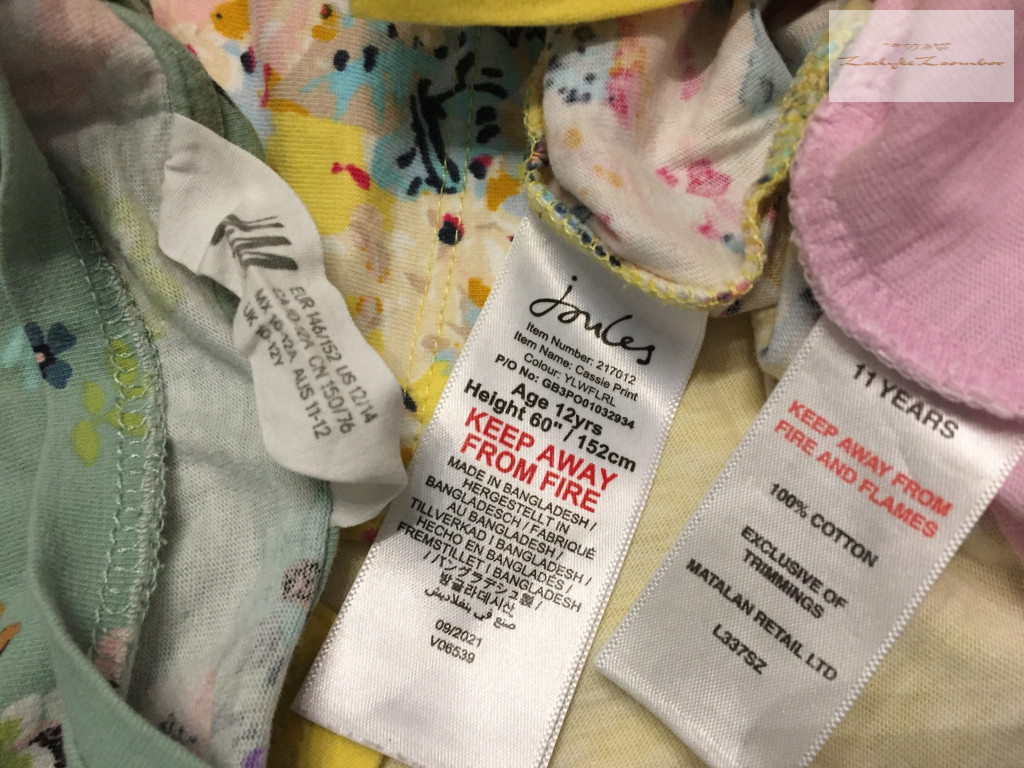 EUR 146/152 US 12/14
CN 150/76
MX 10-12A AUS 11-12
UK 10-12Y
joules
Item Number: 217012
Item Name: Cassie Print
Colour: YLWFLRL
P/O No: GB3PO01032934
Age 12yrs
Height 60" / 152cm
KEEP AWAY
FROM FIRE
MADE IN BANGLADESH /
HERGESTELLT IN
BANGLADESCH / FABRIQUÉ
AU BANGLADESH /
TILLVERKAD I BANGLADESH /
HECHO EN BANGLADÉS /
FREMSTILLET I BANGLADESH
/ バングラデシュ製 /
방글라데시산 /
صنع في بنغلاديش
09/2021
V06539
11 YEARS
KEEP AWAY FROM
FIRE AND FLAMES
100% COTTON
EXCLUSIVE OF
TRIMMINGS
MATALAN RETAIL LTD
L337SZ